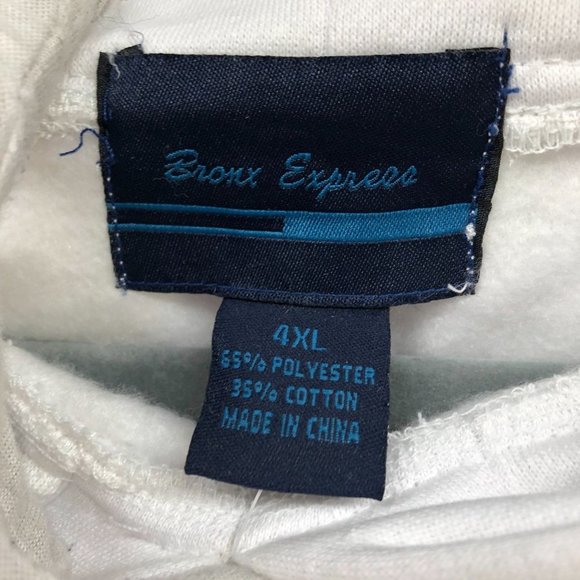 Bronx Express
4XL
65% POLYESTER
35% COTTON
MADE IN CHINA